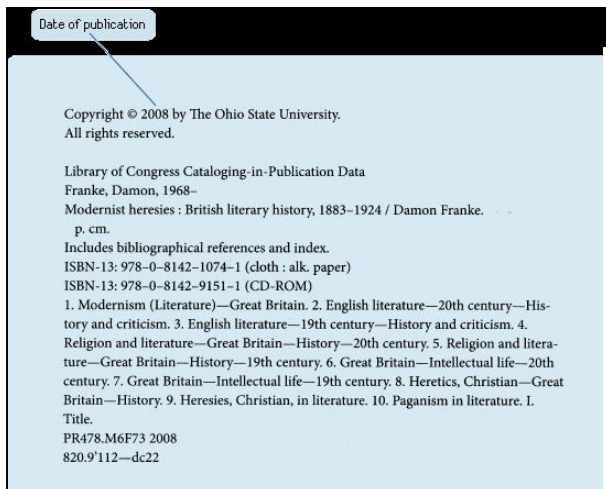 Date of publication
Copyright © 2008 by The Ohio State University.
All rights reserved.
Library of Congress Cataloging-in-Publication Data
Franke, Damon, 1968–
Modernist heresies : British literary history, 1883–1924 / Damon Franke.
p. cm.
Includes bibliographical references and index.
ISBN-13: 978–0–8142–1074–1 (cloth : alk. paper)
ISBN-13: 978–0–8142–9151–1 (CD-ROM)
1. Modernism (Literature)—Great Britain. 2. English literature—20th century—His-
tory and criticism. 3. English literature—19th century—History and criticism. 4.
Religion and literature—Great Britain—History—20th century. 5. Religion and litera-
ture—Great Britain—History—19th century. 6. Great Britain—Intellectual life—20th
century. 7. Great Britain—Intellectual life—19th century. 8. Heretics, Christian—Great
Britain—History. 9. Heresies, Christian, in literature. 10. Paganism in literature. I.
Title.
PR478.M6F73 2008
820.9'112—dc22